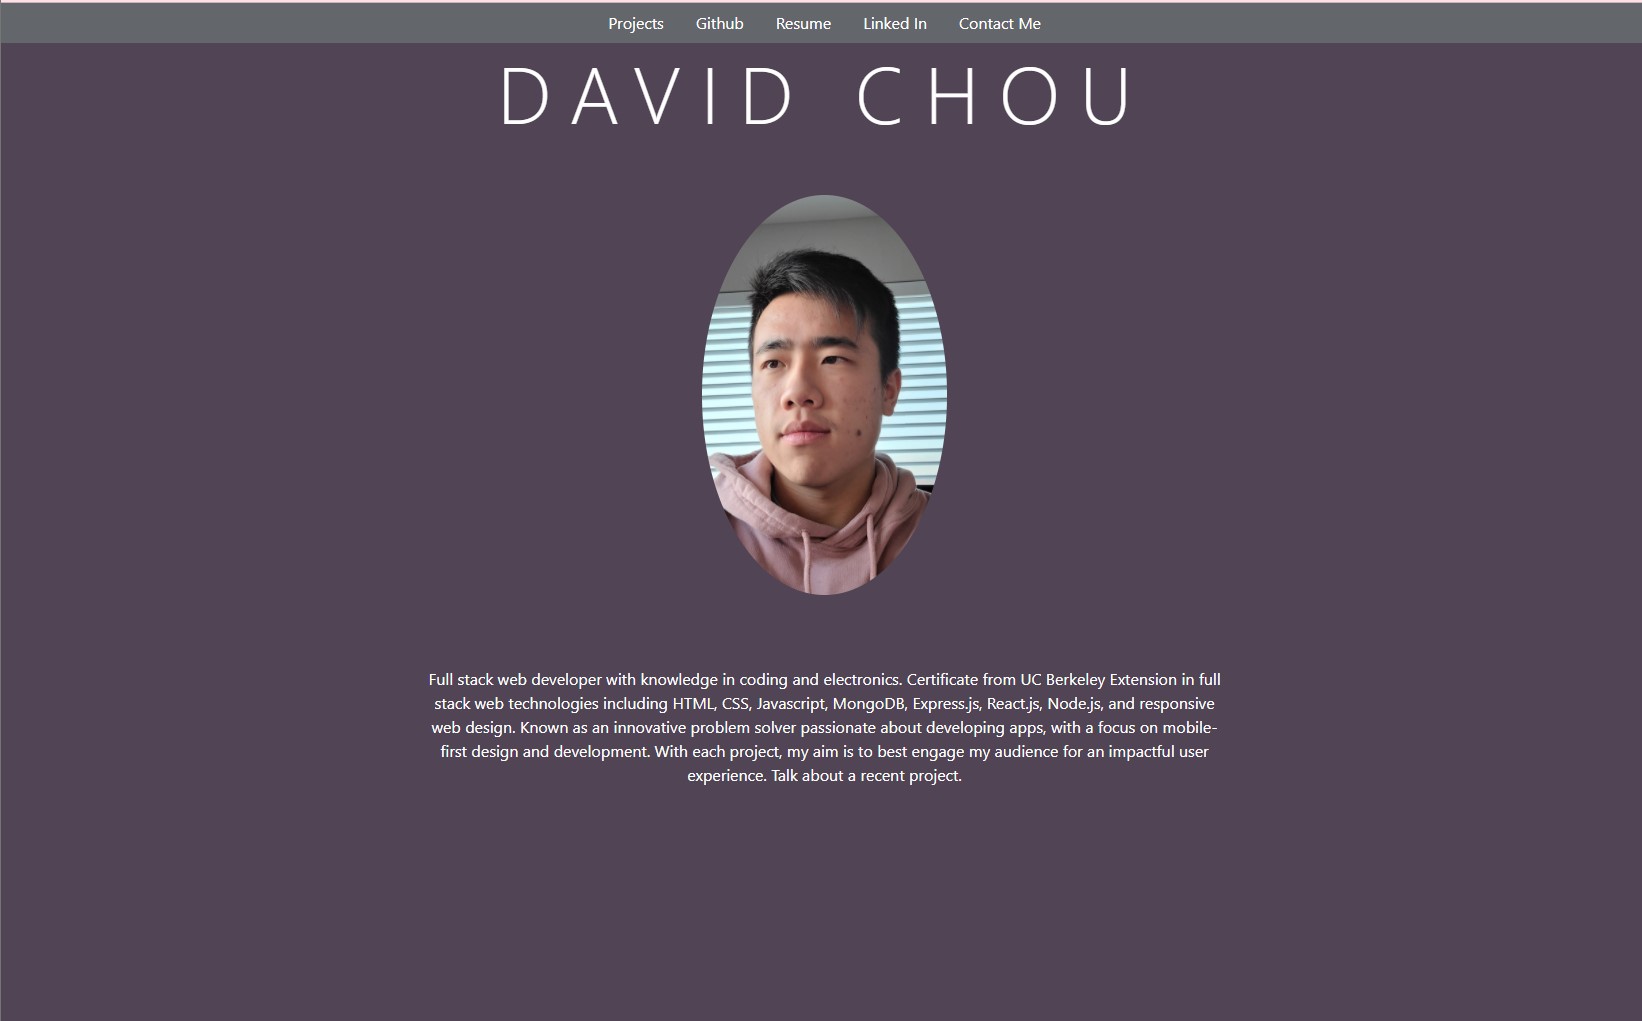 Projects Github Resume Linked In Contact Me
DAVID CHOU
Full stack web developer with knowledge in coding and electronics. Certificate from UC Berkeley Extension in full
stack web technologies including HTML, CSS, Javascript, MongoDB, Express.js, React.js, Node.js, and responsive
web design. Known as an innovative problem solver passionate about developing apps, with a focus on mobile-
first design and development. With each project, my aim is to best engage my audience for an impactful user
experience. Talk about a recent project.